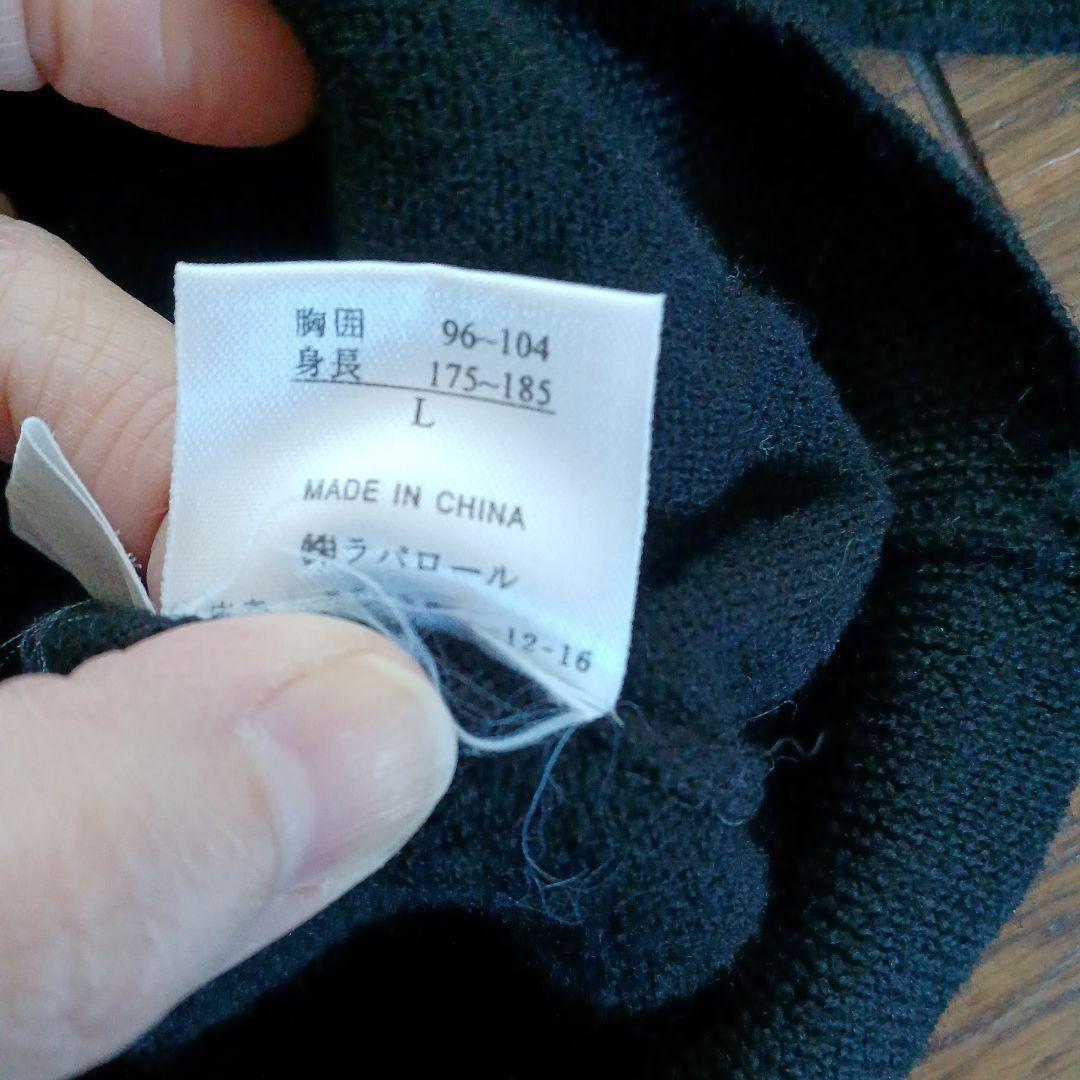 胸囲 96~104
身長 175~185
L
MADE IN CHINA
㈱ラパロール
12-16